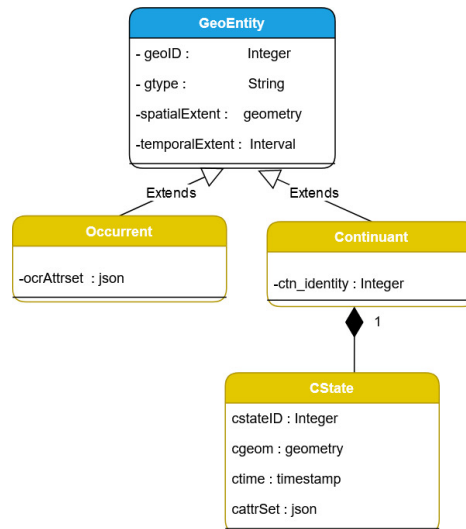 GeoEntity
- geoID : Integer
- gtype : String
-spatialExtent : geometry
-temporalExtent : Interval
Extends
Extends
Occurrent
-ocrAttrset : json
Continuant
-ctn_identity : Integer
1
CState
cstateID : Integer
cgeom : geometry
ctime : timestamp
cattrSet : json